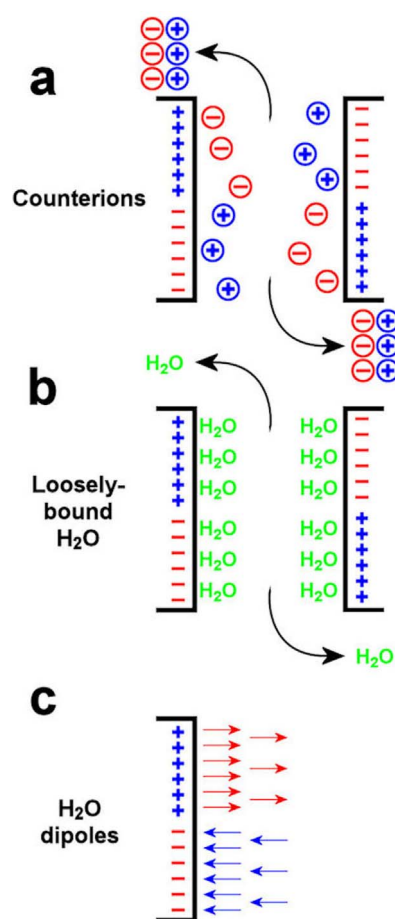 a
Counterions
H₂O
b
Loosely-
bound
H₂O
H₂O H₂O
H₂O H₂O
H₂O H₂O
H₂O H₂O
H₂O H₂O
H₂O H₂O
H₂O
c
H₂O
dipoles